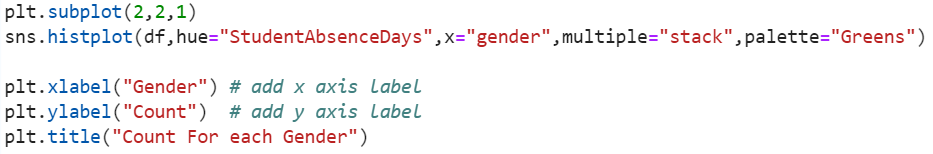 plt.subplot(2,2,1)
sns.histplot(df,hue="StudentAbsenceDays",x="gender",multiple="stack",palette="Greens")
plt.xlabel("Gender") # add x axis label
plt.ylabel("Count")  # add y axis label
plt.title("Count For each Gender")